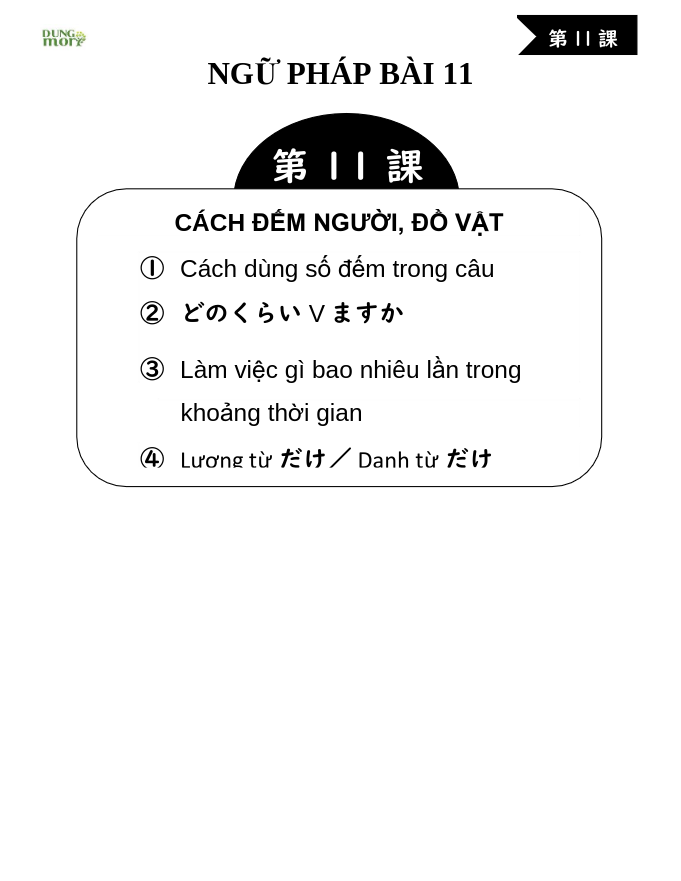 DUNG
mori
第 11 課
NGỮ PHÁP BÀI 11
第 11 課
CÁCH ĐẾM NGƯỜI, ĐỒ VẬT
① Cách dùng số đếm trong câu
② どのくらい V ますか
③ Làm việc gì bao nhiêu lần trong
khoảng thời gian
④ Lượng từ だけ／ Danh từ だけ